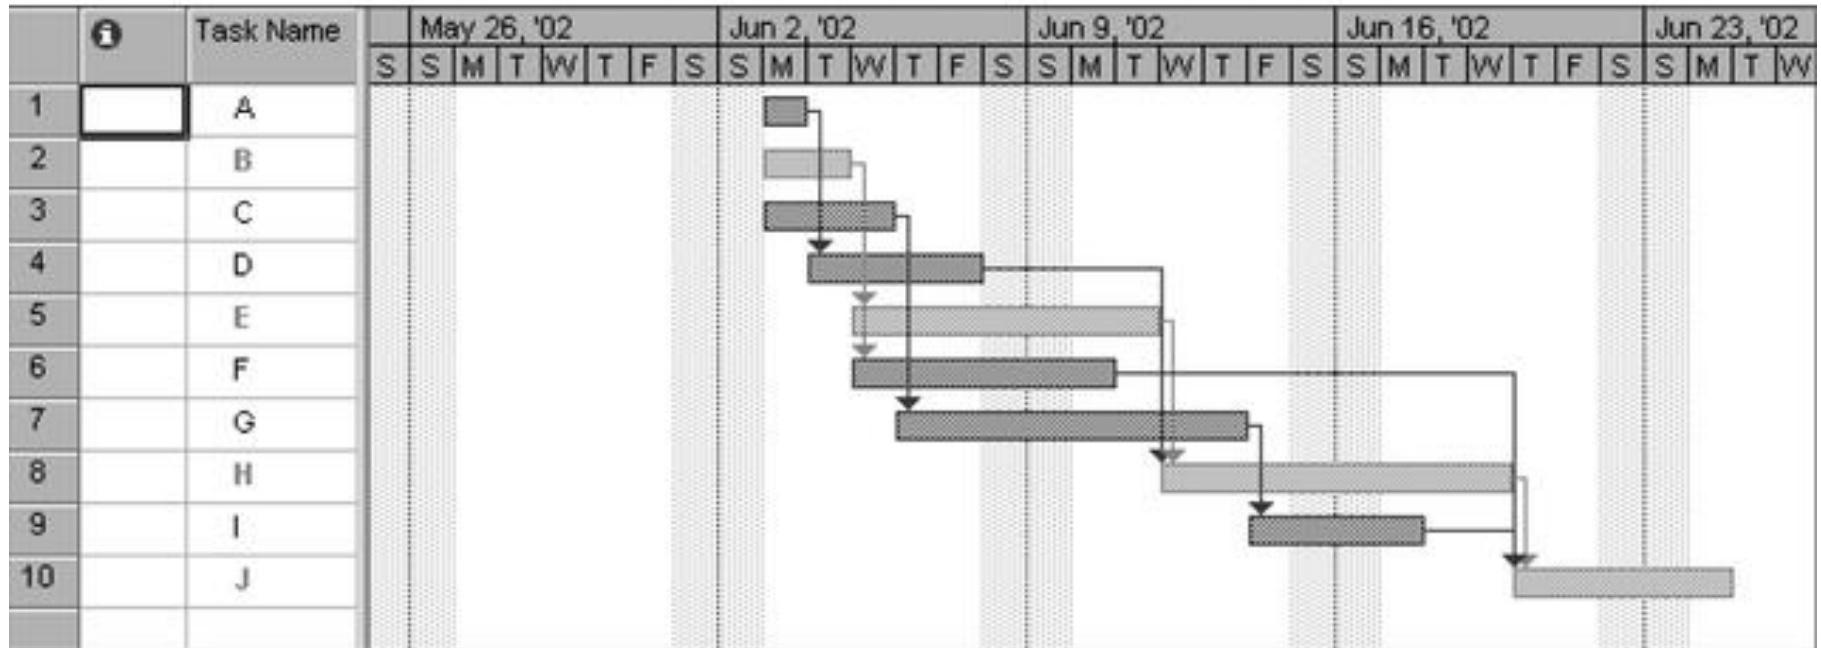 Task Name May 26, '02 Jun 2, '02 Jun 9, '02 Jun 16, '02 Jun 23, '02
S S M T W T F S S M T W T F S S M T W T F S S M T W T F S S M T W
1 A
2 B
3 C
4 D
5 E
6 F
7 G
8 H
9 I
10 J